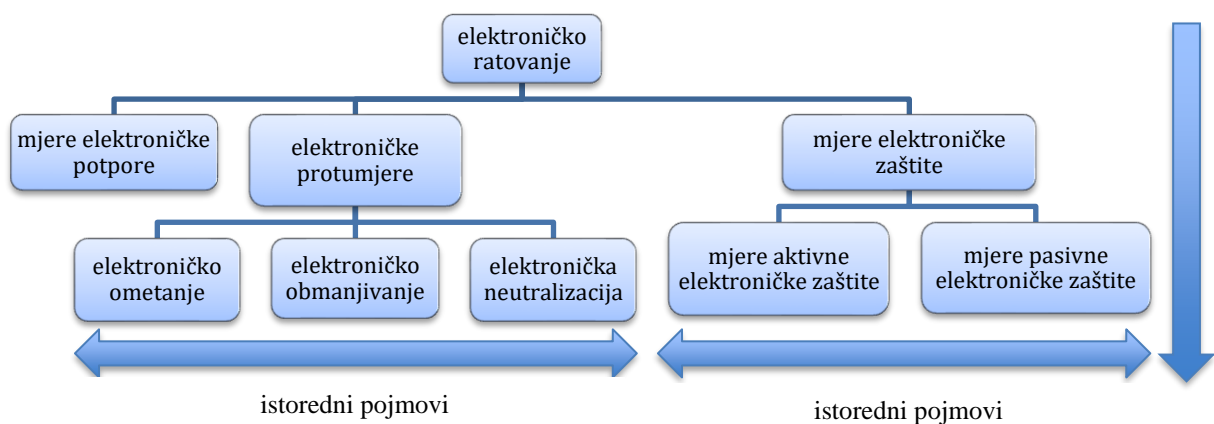 elektroničko
ratovanje
mjere elektroničke
potpore
elektroničke
protumjere
mjere elektroničke
zaštite
elektroničko
ometanje
elektroničko
obmanjivanje
elektronička
neutralizacija
mjere aktivne
elektroničke zaštite
mjere pasivne
elektroničke zaštite
istoredni pojmovi
istoredni pojmovi